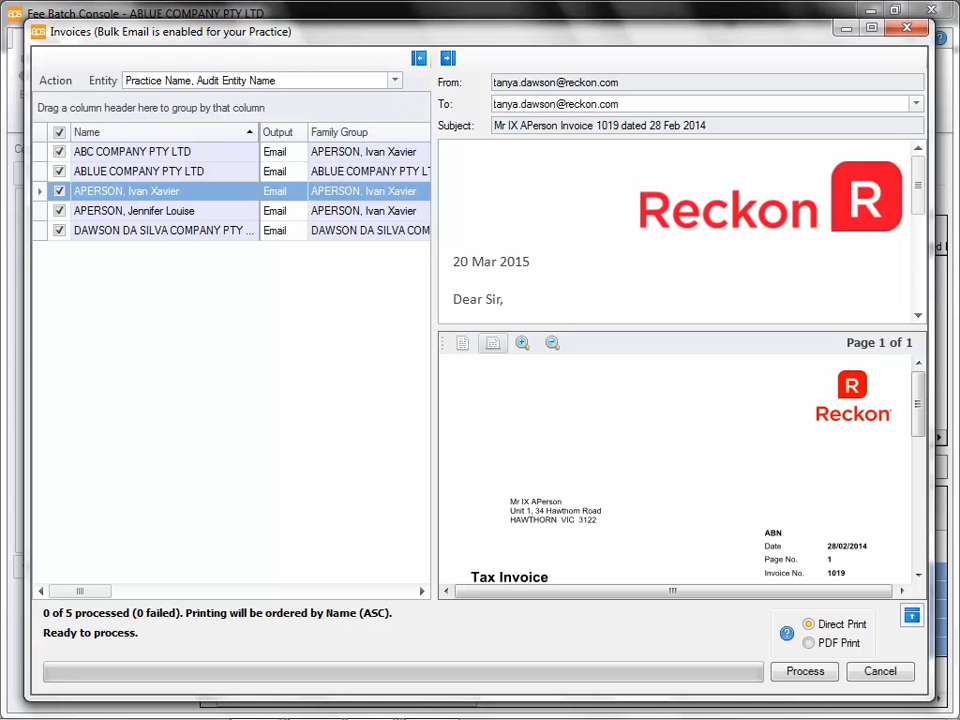 Fee Batch Console - ABLUE COMPANY PTY LTD
Invoices (Bulk Email is enabled for your Practice)
Action Entity Practice Name, Audit Entity Name
Drag a column header here to group by that column
Name Output Family Group
ABC COMPANY PTY LTD Email APERSON, Ivan Xavier
ABLUE COMPANY PTY LTD Email ABLUE COMPANY PTY LT
APERSON, Ivan Xavier Email APERSON, Ivan Xavier
APERSON, Jennifer Louise Email APERSON, Ivan Xavier
DAWSON DA SILVA COMPANY PTY ... Email DAWSON DA SILVA COM
From: tanya.dawson@reckon.com
To: tanya.dawson@reckon.com
Subject: Mr IX APerson Invoice 1019 dated 28 Feb 2014
Reckon R
20 Mar 2015
Dear Sir,
Page 1 of 1
R
Reckon
Mr IX APerson
Unit 1, 34 Hawthorn Road
HAWTHORN VIC 3122
ABN
Date 28/02/2014
Page No. 1
Invoice No. 1019
Tax Invoice
0 of 5 processed (0 failed). Printing will be ordered by Name (ASC).
Ready to process.
Direct Print
PDF Print
Process Cancel